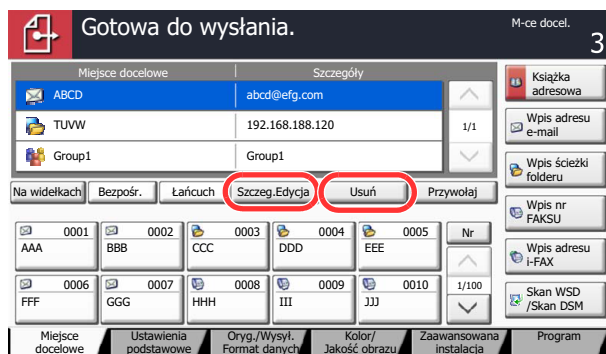 Gotowa do wysłania.
M-ce docel.
3
Miejsce docelowe Szczegóły
ABCD abcd@efg.com
TUVW 192.168.188.120
Group1 Group1
1/1
Na widełkach Bezpośr. Łańcuch Szczeg.Edycja Usuń Przywołaj
0001 0002 0003 0004 0005
AAA BBB CCC DDD EEE
Nr
0006 0007 0008 0009 0010
FFF GGG HHH III JJJ
1/100
Książka
adresowa
Wpis adresu
e-mail
Wpis ścieżki
folderu
Wpis nr
FAKSU
Wpis adresu
i-FAX
Skan WSD
/Skan DSM
Miejsce Ustawienia Oryg./Wysył. Kolor/ Zaawansowana Program
docelowe podstawowe Format danych Jakość obrazu instalacja